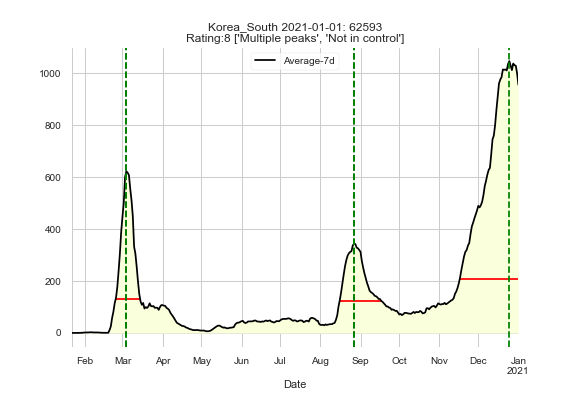 Korea_South 2021-01-01: 62593
Rating:8 ['Multiple peaks', 'Not in control']
Average-7d
1000
800
600
400
200
0
Feb Mar Apr May Jun Jul Aug Sep Oct Nov Dec Jan
2021
Date